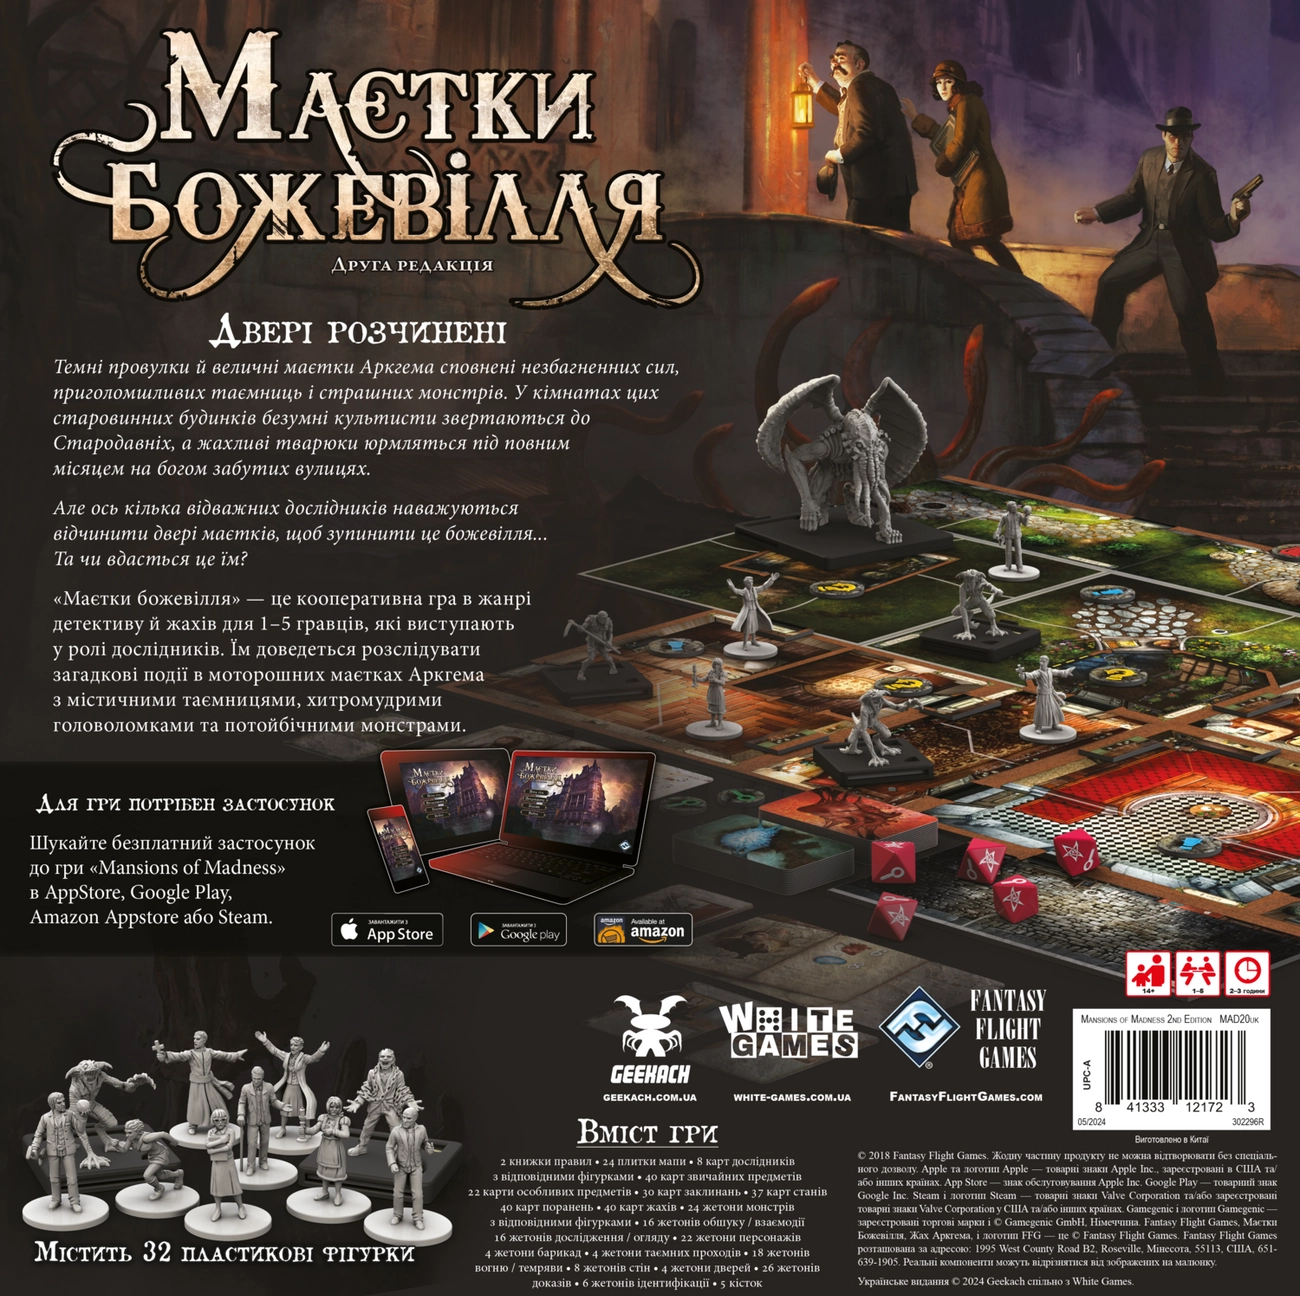 Маєтки
Божевілля
Друга редакція
Двері розчинені
Темні провулки й величні маєтки Аркгема сповнені незбагненних сил,
приголомшливих таємниць і страшних монстрів. У кімнатах цих
старовинних будинків безумні культисти звертаються до
Стародавніх, а жахливі тварюки юрмляться під повним
місяцем на богом забутих вулицях.
Але ось кілька відважних дослідників наважуються
відчинити двері маєтків, щоб зупинити це божевілля...
Та чи вдасться це їм?
«Маєтки божевілля» — це кооперативна гра в жанрі
детективу й жахів для 1–5 гравців, які виступають
у ролі дослідників. Їм доведеться розслідувати
загадкові події в моторошних маєтках Аркгема
з містичними таємницями, хитромудрими
головоломками та потойбічними монстрами.
Для гри потрібен застосунок
Шукайте безплатний застосунок
до гри «Mansions of Madness»
в AppStore, Google Play,
Amazon Appstore або Steam.
Маєтки
Божевілля
Маєтки
Божевілля
ЗАВАНТАЖИТИ З
App Store
ЗАВАНТАЖИТИ З
Google play
amazon
Available at
amazon
14+
1–5
2–3 години
GEEKACH
GEEKACH.COM.UA
WHITE
GAMES
WHITE-GAMES.COM.UA
FANTASY
FLIGHT
GAMES
®
FantasyFlightGames.com
Mansions of Madness 2nd Edition MAD20UK
UPC-A
8 41333 12172 3
05/2024 302296R
Виготовлено в Китаї
Містить 32 пластикові фігурки
Вміст гри
2 книжки правил • 24 плитки мапи • 8 карт дослідників
з відповідними фігурками • 40 карт звичайних предметів
22 карти особливих предметів • 30 карт заклинань • 37 карт станів
40 карт поранень • 40 карт жахів • 24 жетони монстрів
з відповідними фігурками • 16 жетонів обшуку / взаємодії
16 жетонів дослідження / огляду • 22 жетони персонажів
4 жетони барикад • 4 жетони таємних проходів • 18 жетонів
вогню / темряви • 8 жетонів стін • 4 жетони дверей • 26 жетонів
доказів • 6 жетонів ідентифікації • 5 кісток
© 2018 Fantasy Flight Games. Жодну частину продукту не можна відтворювати без спеціаль-
ного дозволу. Apple та логотип Apple — товарні знаки Apple Inc., зареєстровані в США та/
або інших країнах. App Store — знак обслуговування Apple Inc. Google Play — товарний знак
Google Inc. Steam і логотип Steam — товарні знаки Valve Corporation та/або зареєстровані
товарні знаки Valve Corporation у США та/або інших країнах. Gamegenic і логотип Gamegenic —
зареєстровані торгові марки і © Gamegenic GmbH, Німеччина. Fantasy Flight Games, Маєтки
Божевілля, Жах Аркгема, і логотип FFG — це © Fantasy Flight Games. Fantasy Flight Games
розташована за адресою: 1995 West County Road B2, Roseville, Мінесота, 55113, США, 651-
639-1905. Реальні компоненти можуть відрізнятися від зображених на малюнку.
Українське видання © 2024 Geekach спільно з White Games.